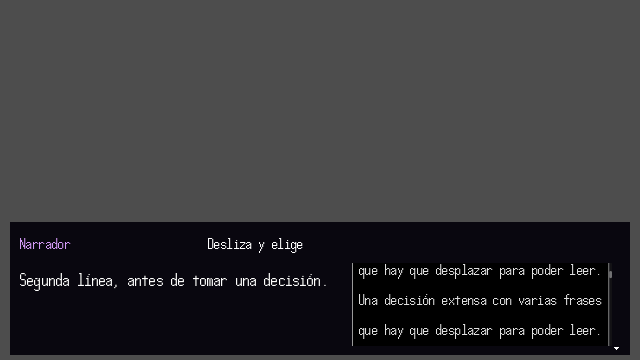 Narrador
Desliza y elige
Segunda línea, antes de tomar una decisión.
que hay que desplazar para poder leer.
Una decisión extensa con varias frases
que hay que desplazar para poder leer.